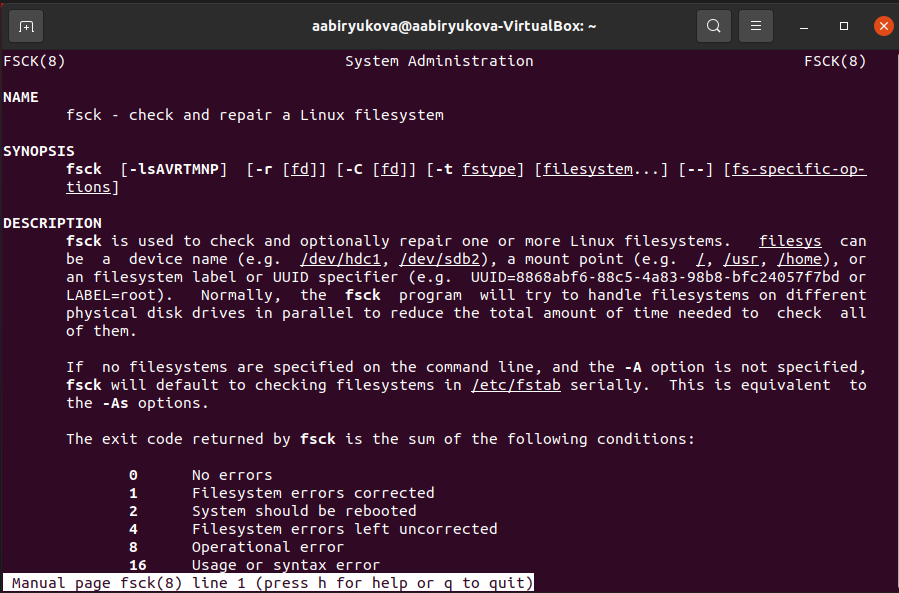 aabiryukova@aabiryukova-VirtualBox: ~
FSCK(8) System Administration FSCK(8)
NAME
fsck - check and repair a Linux filesystem
SYNOPSIS
fsck [-lsAVRTMNP] [-r [fd]] [-C [fd]] [-t fstype] [filesystem...] [--] [fs-specific-op-
tions]
DESCRIPTION
fsck is used to check and optionally repair one or more Linux filesystems. filesys can
be a device name (e.g. /dev/hdc1, /dev/sdb2), a mount point (e.g. /, /usr, /home), or
an filesystem label or UUID specifier (e.g. UUID=8868abf6-88c5-4a83-98b8-bfc24057f7bd or
LABEL=root). Normally, the fsck program will try to handle filesystems on different
physical disk drives in parallel to reduce the total amount of time needed to check all
of them.
If no filesystems are specified on the command line, and the -A option is not specified,
fsck will default to checking filesystems in /etc/fstab serially. This is equivalent to
the -As options.
The exit code returned by fsck is the sum of the following conditions:
0 No errors
1 Filesystem errors corrected
2 System should be rebooted
4 Filesystem errors left uncorrected
8 Operational error
16 Usage or syntax error
Manual page fsck(8) line 1 (press h for help or q to quit)